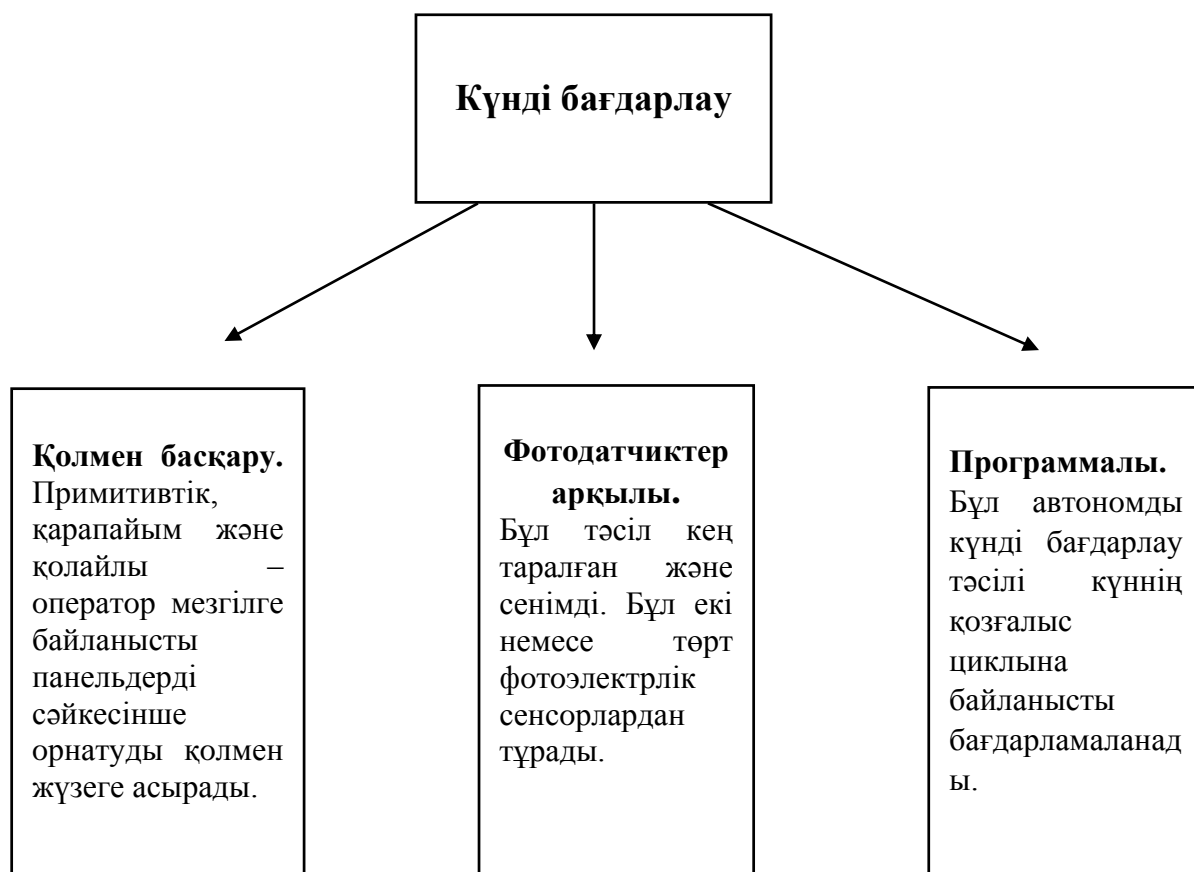 Күнді бағдарлау
Қолмен басқару.
Примитивтік,
қарапайым және
қолайлы –
оператор мезгілге
байланысты
панельдерді
сәйкесінше
орнатуды қолмен
жүзеге асырады.
Фотодатчиктер
арқылы.
Бұл тәсіл кең
таралған және
сенімді. Бұл екі
немесе төрт
фотоэлектрлік
сенсорлардан
тұрады.
Программалы.
Бұл автономды
күнді бағдарлау
тәсілі күннің
қозғалыс
циклына
байланысты
бағдарламаланад
ы.